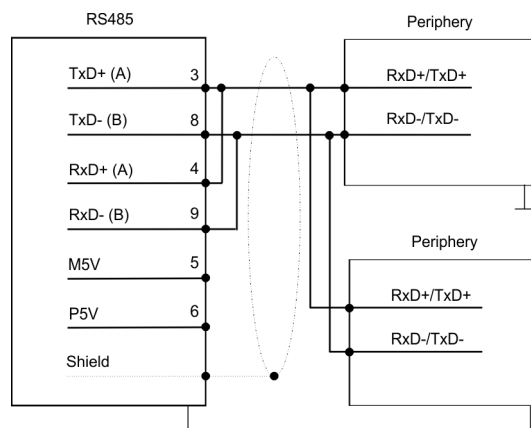 RS485
Periphery
TxD+ (A) 3
RxD+/TxD+
TxD- (B) 8
RxD-/TxD-
RxD+ (A) 4
RxD- (B) 9
Periphery
M5V 5
RxD+/TxD+
P5V 6
RxD-/TxD-
Shield